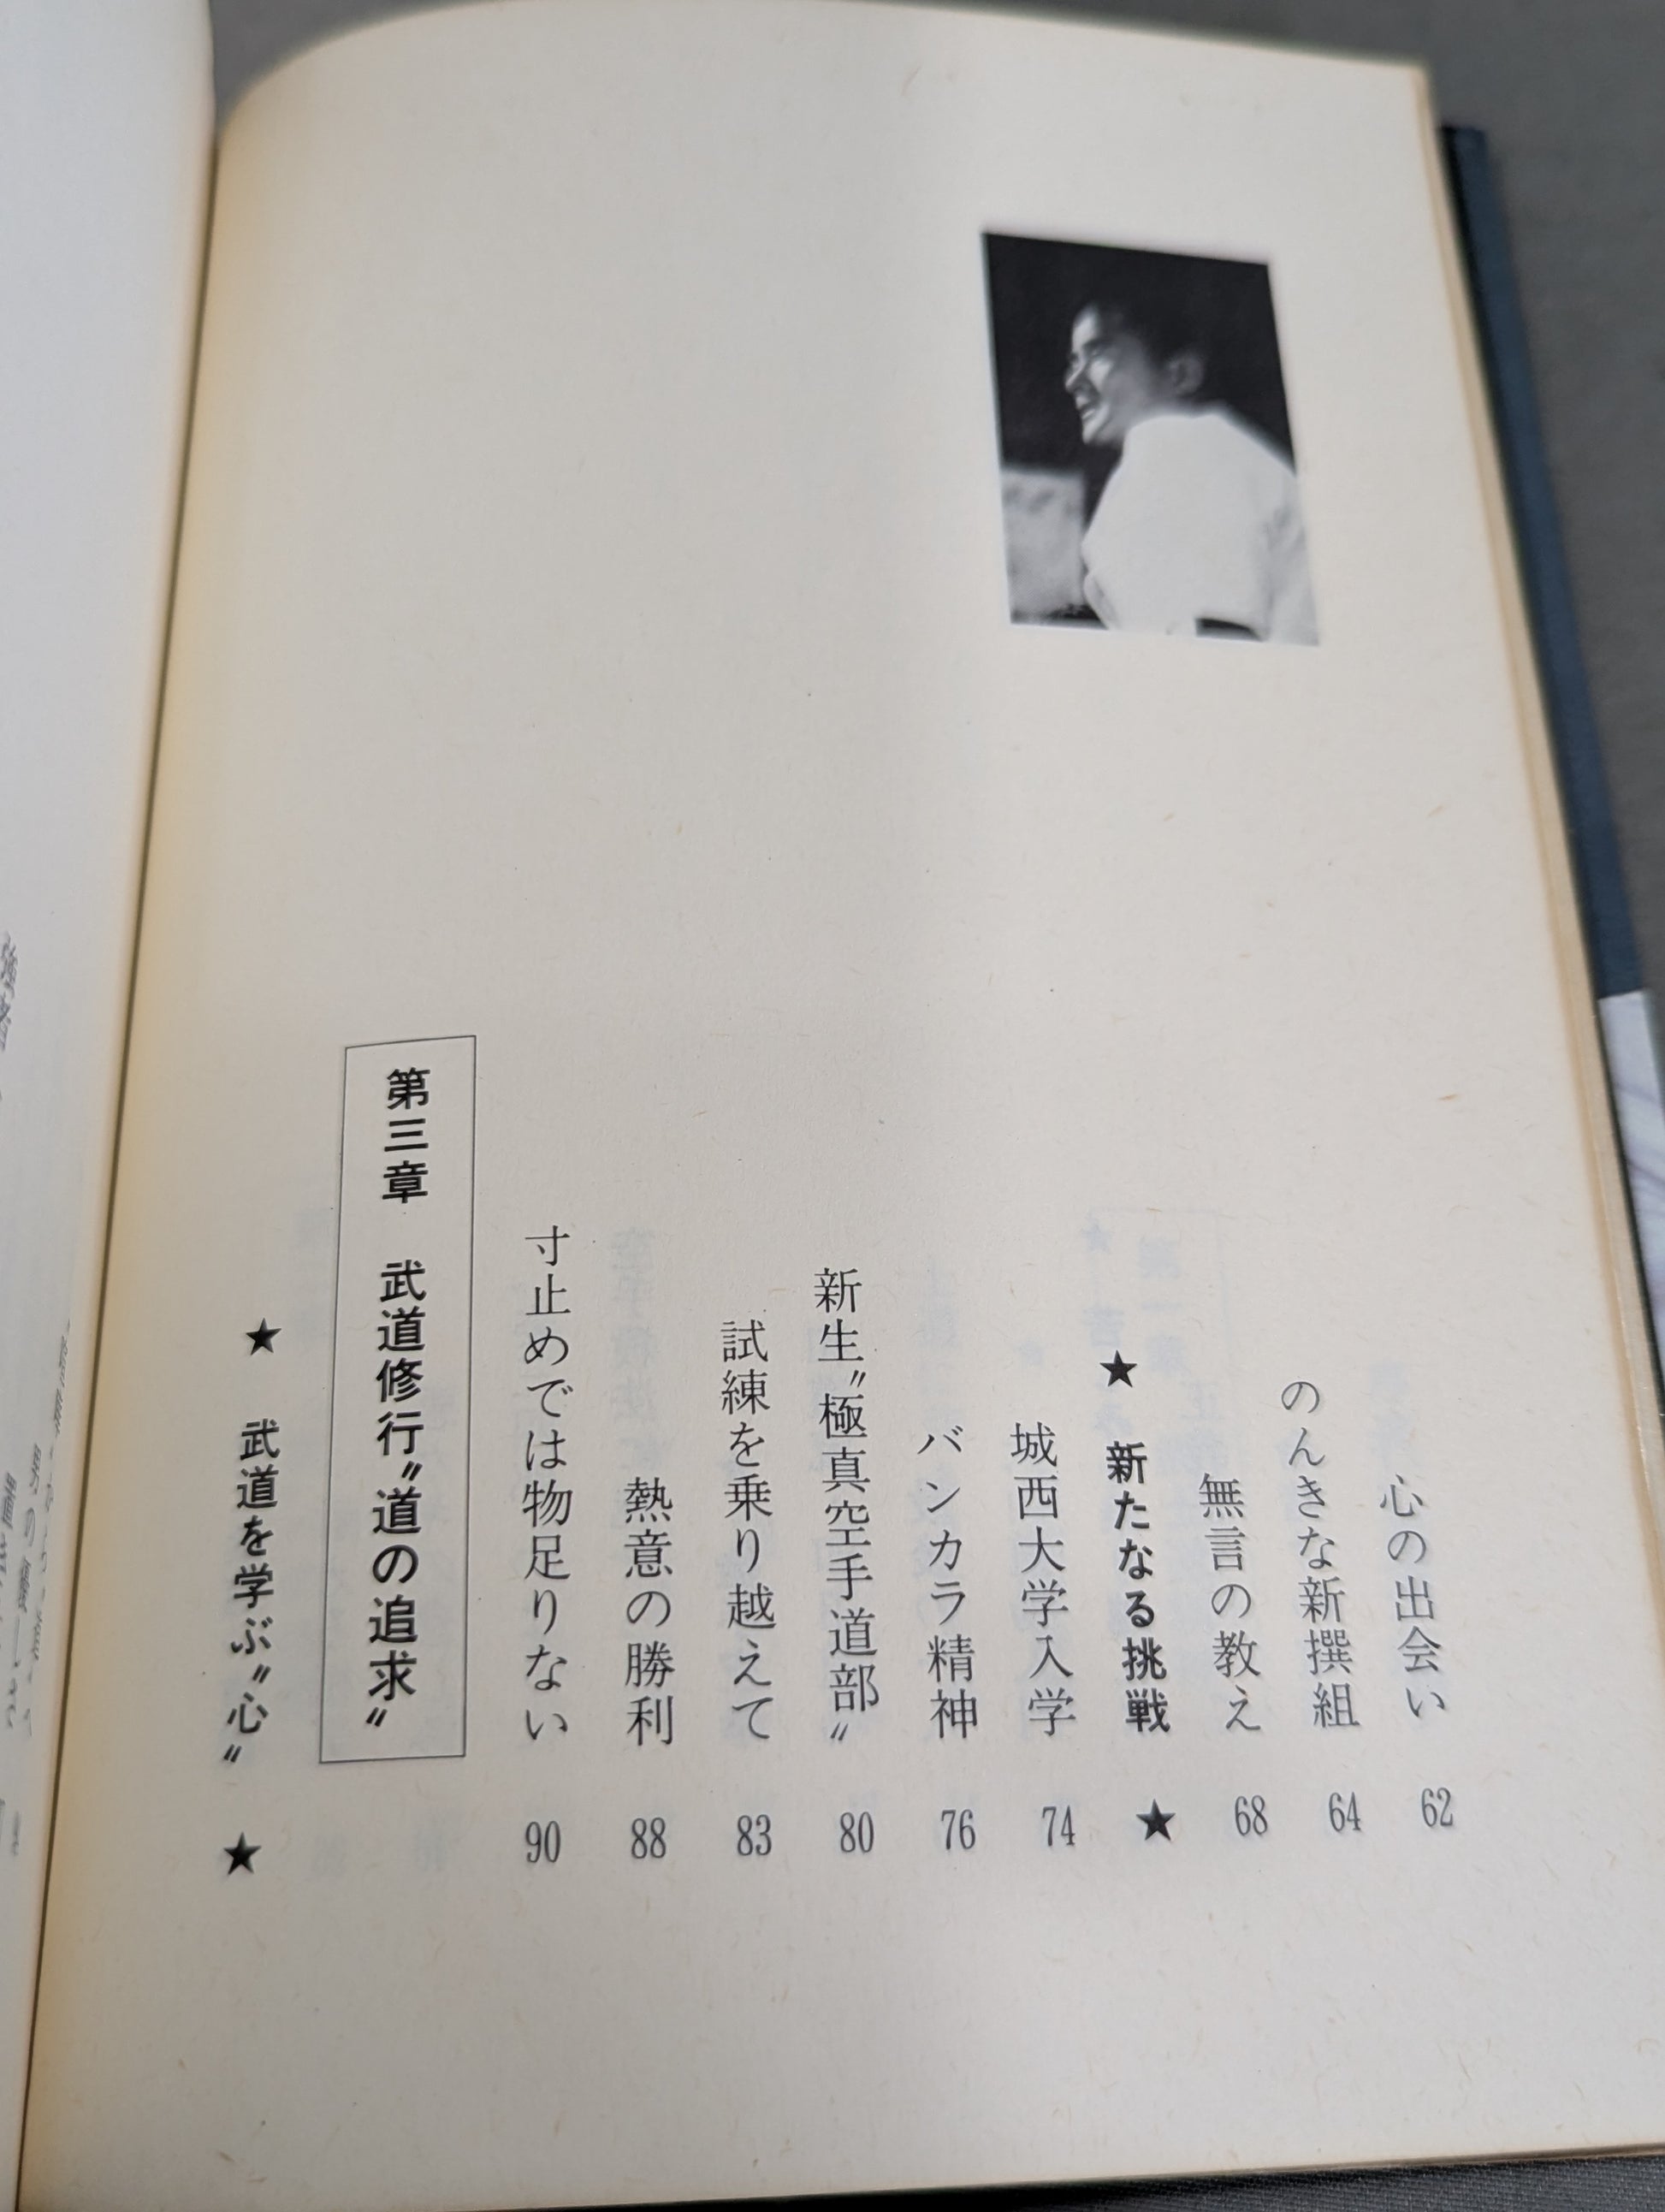 心の出会い 62
のんきな新撰組 64
無言の教え 68
★ 新たなる挑戦 ★
城西大学入学 74
バンカラ精神 76
新生〝極真空手道部〟 80
試練を乗り越えて 83
熱意の勝利 88
寸止めでは物足りない 90
第三章 武道修行〝道の追求〟
★ 武道を学ぶ〝心〟 ★